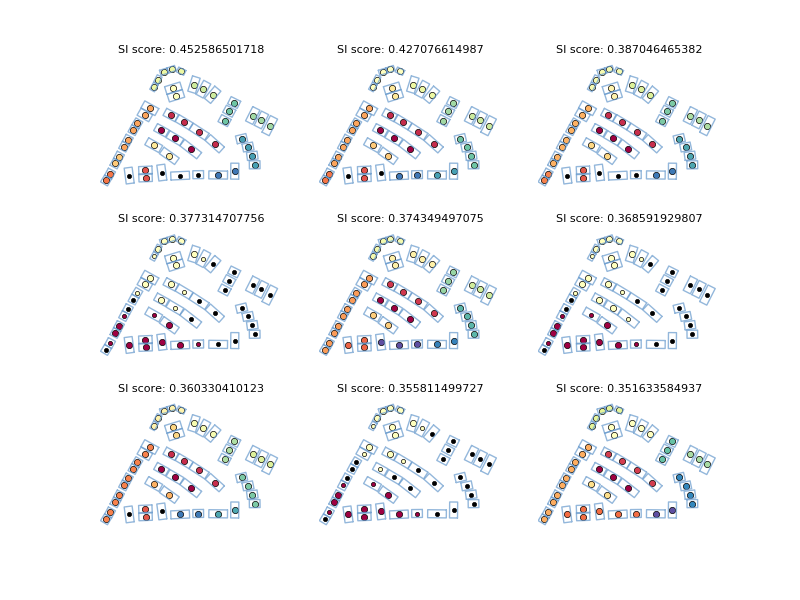 SI score: 0.452586501718
SI score: 0.427076614987
SI score: 0.387046465382
SI score: 0.377314707756
SI score: 0.374349497075
SI score: 0.368591929807
SI score: 0.360330410123
SI score: 0.355811499727
SI score: 0.351633584937